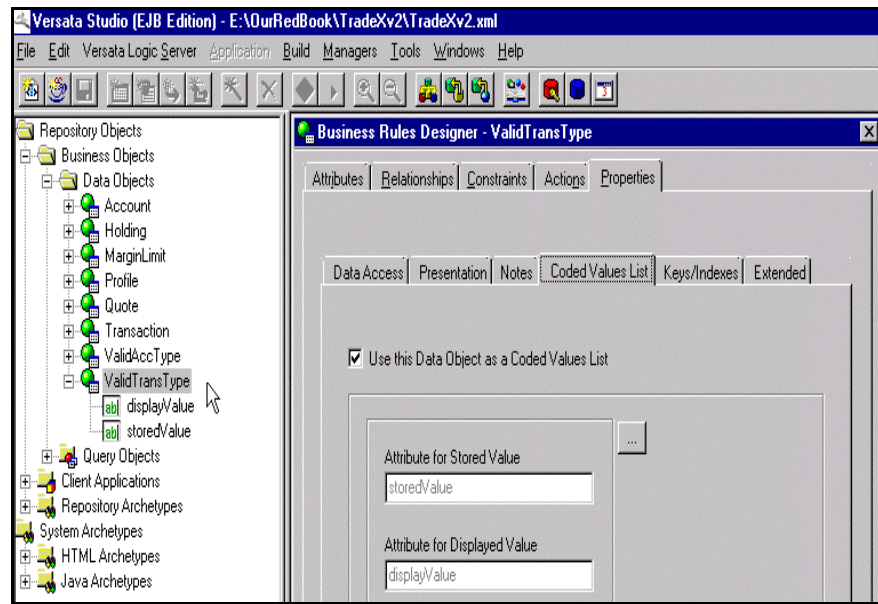 Versata Studio (EJB Edition) - E:\OurRedBook\TradeXv2\TradeXv2.xml
File Edit Versata Logic Server Application Build Managers Tools Windows Help
Repository Objects
Business Objects
Data Objects
Account
Holding
MarginLimit
Profile
Quote
Transaction
ValidAccType
ValidTransType
ab displayValue
ab storedValue
Query Objects
Client Applications
Repository Archetypes
System Archetypes
HTML Archetypes
Java Archetypes
Business Rules Designer - ValidTransType
Attributes Relationships Constraints Actions Properties
Data Access Presentation Notes Coded Values List Keys/Indexes Extended
Use this Data Object as a Coded Values List
...
Attribute for Stored Value
storedValue
Attribute for Displayed Value
displayValue